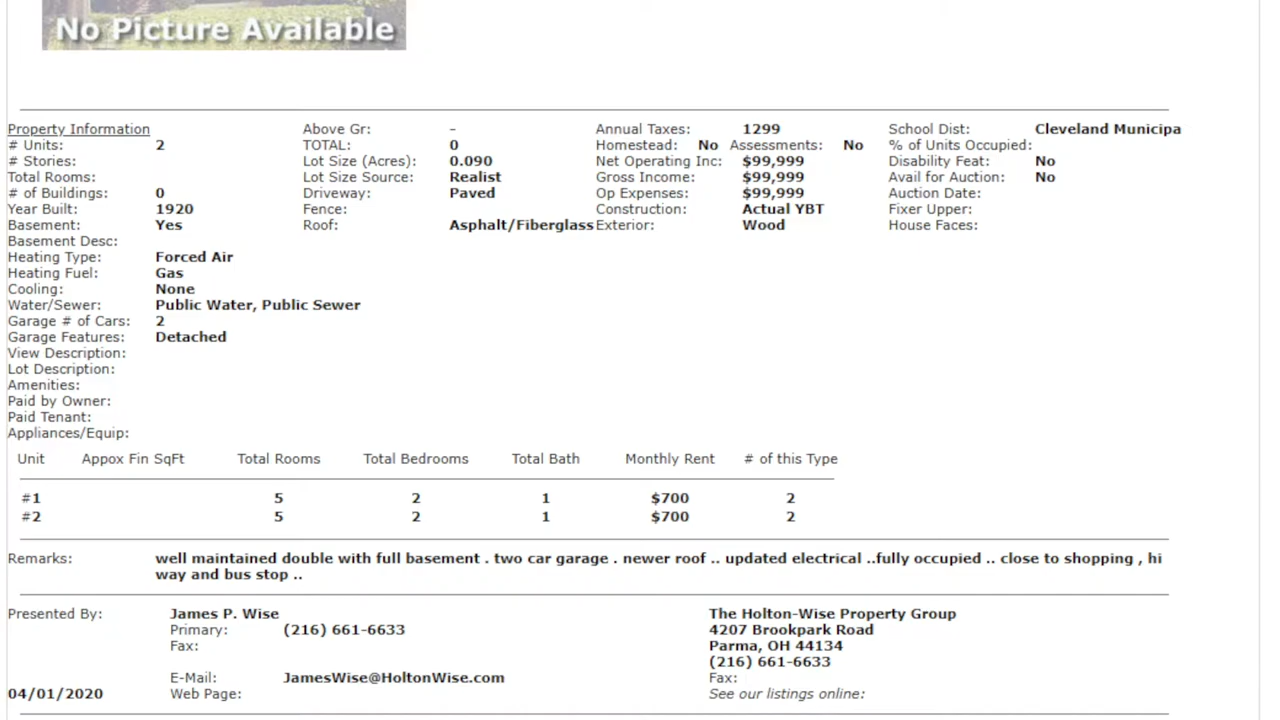 No Picture Available
Property Information Above Gr: - Annual Taxes: 1299 School Dist: Cleveland Municipa
# Units: 2 TOTAL: 0 Homestead: No Assessments: No % of Units Occupied:
# Stories: Lot Size (Acres): 0.090 Net Operating Inc: $99,999 Disability Feat: No
Total Rooms: Lot Size Source: Realist Gross Income: $99,999 Avail for Auction: No
# of Buildings: 0 Driveway: Paved Op Expenses: $99,999 Auction Date:
Year Built: 1920 Fence: Construction: Actual YBT Fixer Upper:
Basement: Yes Roof: Asphalt/Fiberglass Exterior: Wood House Faces:
Basement Desc:
Heating Type: Forced Air
Heating Fuel: Gas
Cooling: None
Water/Sewer: Public Water, Public Sewer
Garage # of Cars: 2
Garage Features: Detached
View Description:
Lot Description:
Amenities:
Paid by Owner:
Paid Tenant:
Appliances/Equip:
Unit Appox Fin SqFt Total Rooms Total Bedrooms Total Bath Monthly Rent # of this Type
#1 5 2 1 $700 2
#2 5 2 1 $700 2
Remarks: well maintained double with full basement . two car garage . newer roof .. updated electrical ..fully occupied .. close to shopping , hi
way and bus stop ..
Presented By: James P. Wise The Holton-Wise Property Group
Primary: (216) 661-6633 4207 Brookpark Road
Fax: Parma, OH 44134
(216) 661-6633
E-Mail: JamesWise@HoltonWise.com Fax:
04/01/2020 Web Page: See our listings online: